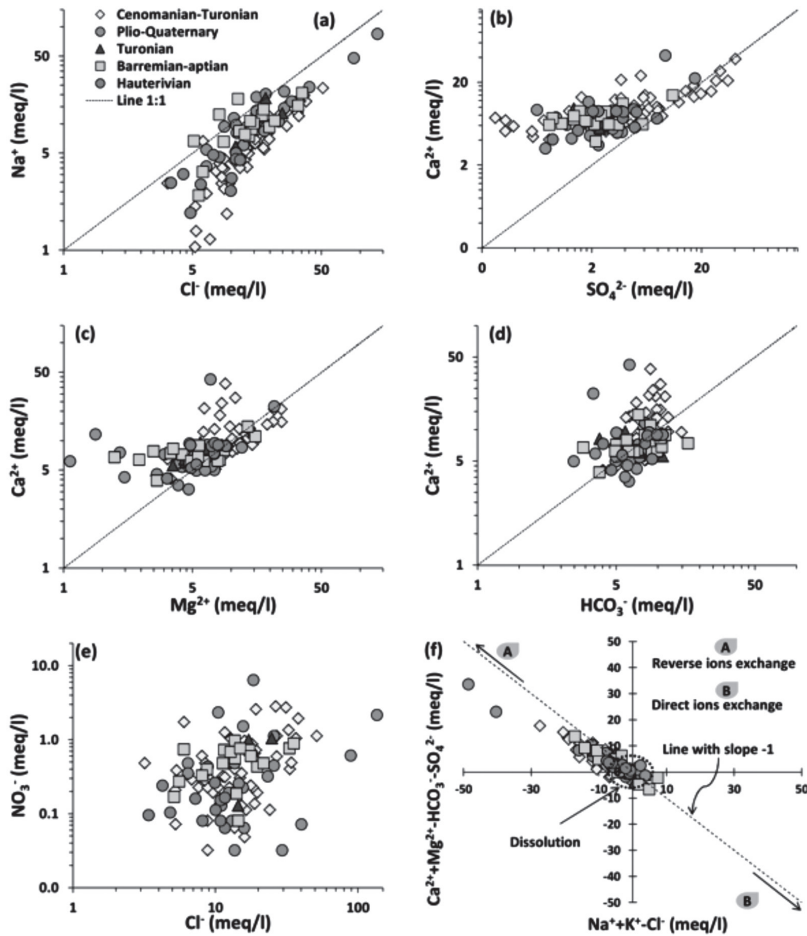 (a)
Cenomanian-Turonian
Plio-Quaternary
Turonian
Barremian-aptian
Hauterivian
Line 1:1
Na⁺ (meq/l)
50
5
1
1
5
50
Cl⁻ (meq/l)
(b)
Ca²⁺ (meq/l)
20
2
0
0
2
20
SO₄²⁻ (meq/l)
(c)
Ca²⁺ (meq/l)
50
5
1
1
5
50
Mg²⁺ (meq/l)
(d)
Ca²⁺ (meq/l)
50
5
1
1
5
50
HCO₃⁻ (meq/l)
(e)
NO₃⁻ (meq/l)
10.0
1.0
0.1
0.0
1
10
100
Cl⁻ (meq/l)
(f)
Ca²⁺+Mg²⁺-HCO₃⁻-SO₄²⁻ (meq/l)
A
A
Reverse ions exchange
B
Direct ions exchange
Line with slope -1
Dissolution
B
50
40
30
20
10
0
-10
-20
-30
-40
-50
-50
-30
-10
10
30
50
Na⁺+K⁺-Cl⁻ (meq/l)